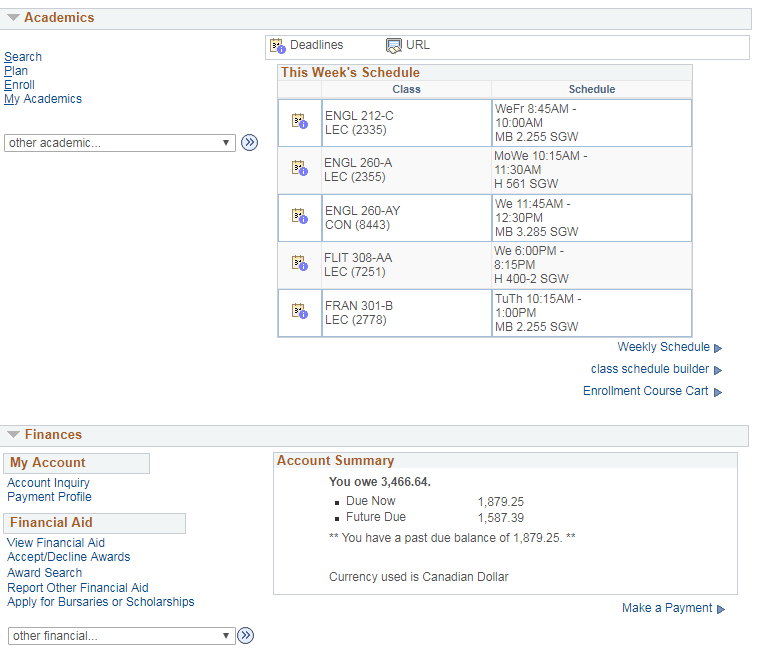 Academics
Search
Plan
Enroll
My Academics
other academic...
Deadlines URL
This Week's Schedule
Class Schedule
ENGL 212-C
LEC (2335)
WeFr 8:45AM -
10:00AM
MB 2.255 SGW
ENGL 260-A
LEC (2355)
MoWe 10:15AM -
11:30AM
H 561 SGW
ENGL 260-AY
CON (8443)
We 11:45AM -
12:30PM
MB 3.285 SGW
FLIT 308-AA
LEC (7251)
We 6:00PM -
8:15PM
H 400-2 SGW
FRAN 301-B
LEC (2778)
TuTh 10:15AM -
1:00PM
MB 2.255 SGW
Weekly Schedule
class schedule builder
Enrollment Course Cart
Finances
My Account
Account Inquiry
Payment Profile
Financial Aid
View Financial Aid
Accept/Decline Awards
Award Search
Report Other Financial Aid
Apply for Bursaries or Scholarships
other financial...
Account Summary
You owe 3,466.64.
Due Now 1,879.25
Future Due 1,587.39
** You have a past due balance of 1,879.25. **
Currency used is Canadian Dollar
Make a Payment